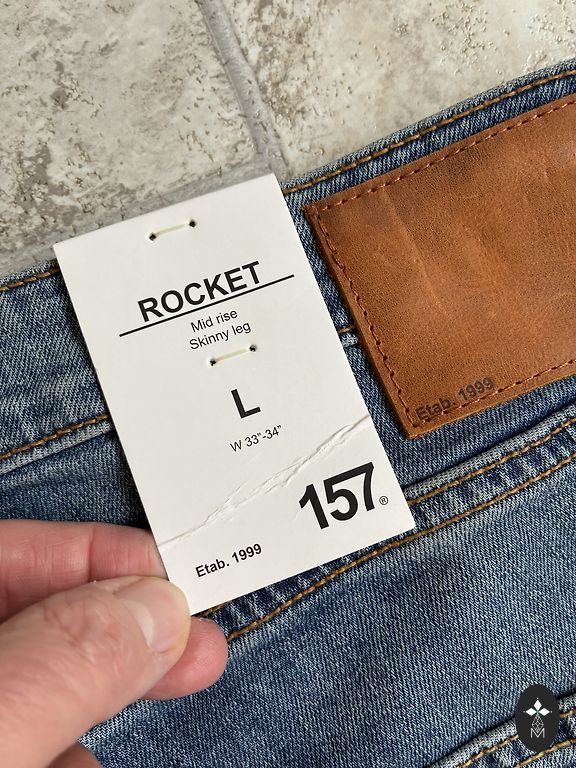 ROCKET
Mid rise
Skinny leg
L
W 33"-34"
157®
Etab. 1999
Etab. 1999
M